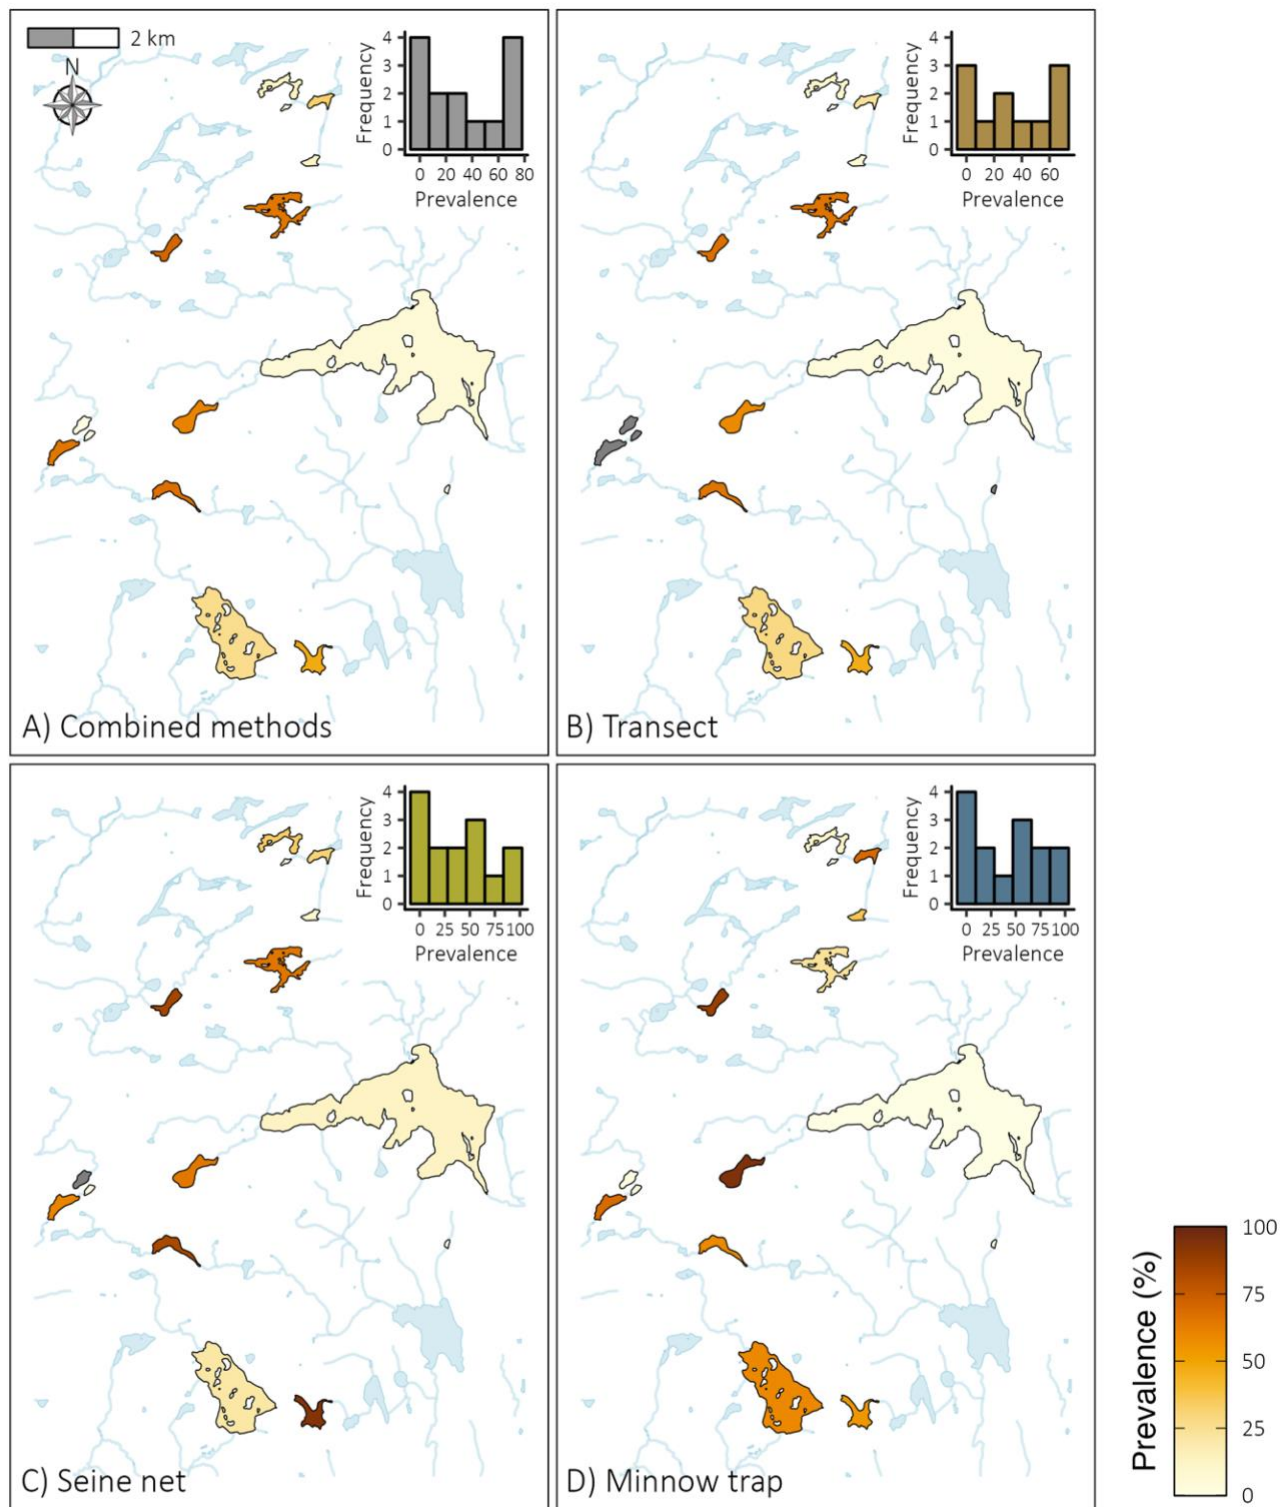 2 km
N
Frequency
4
3
2
1
0
0 20 40 60 80
Prevalence
A) Combined methods
Frequency
4
3
2
1
0
0 20 40 60
Prevalence
B) Transect
Frequency
4
3
2
1
0
0 25 50 75 100
Prevalence
C) Seine net
Frequency
4
3
2
1
0
0 25 50 75 100
Prevalence
D) Minnow trap
Prevalence (%)
100
75
50
25
0